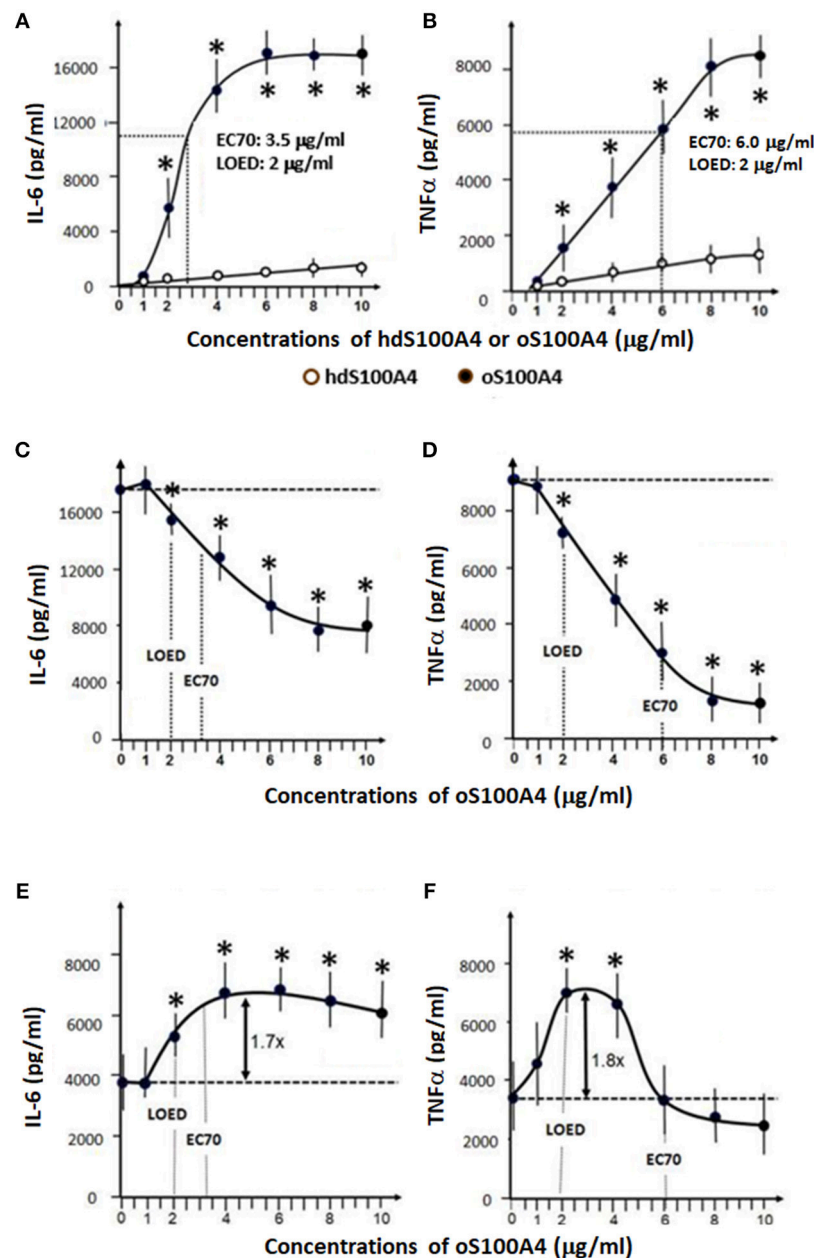 A
IL-6 (pg/ml)
16000
12000
8000
4000
0
*
*
*
*
*
EC70: 3.5 µg/ml
LOED: 2 µg/ml
0 1 2 4 6 8 10
B
TNFα (pg/ml)
8000
6000
4000
2000
0
*
*
*
*
*
EC70: 6.0 µg/ml
LOED: 2 µg/ml
0 1 2 4 6 8 10
Concentrations of hdS100A4 or oS100A4 (µg/ml)
hdS100A4 oS100A4
C
IL-6 (pg/ml)
16000
12000
8000
4000
0
*
*
*
*
*
LOED
EC70
0 1 2 4 6 8 10
D
TNFα (pg/ml)
8000
6000
4000
2000
0
*
*
*
*
*
LOED
EC70
0 1 2 4 6 8 10
Concentrations of oS100A4 (µg/ml)
E
IL-6 (pg/ml)
8000
6000
4000
2000
0
*
*
*
*
*
1.7x
LOED
EC70
0 1 2 4 6 8 10
F
TNFα (pg/ml)
8000
6000
4000
2000
0
*
*
1.8x
LOED
EC70
0 1 2 4 6 8 10
Concentrations of oS100A4 (µg/ml)